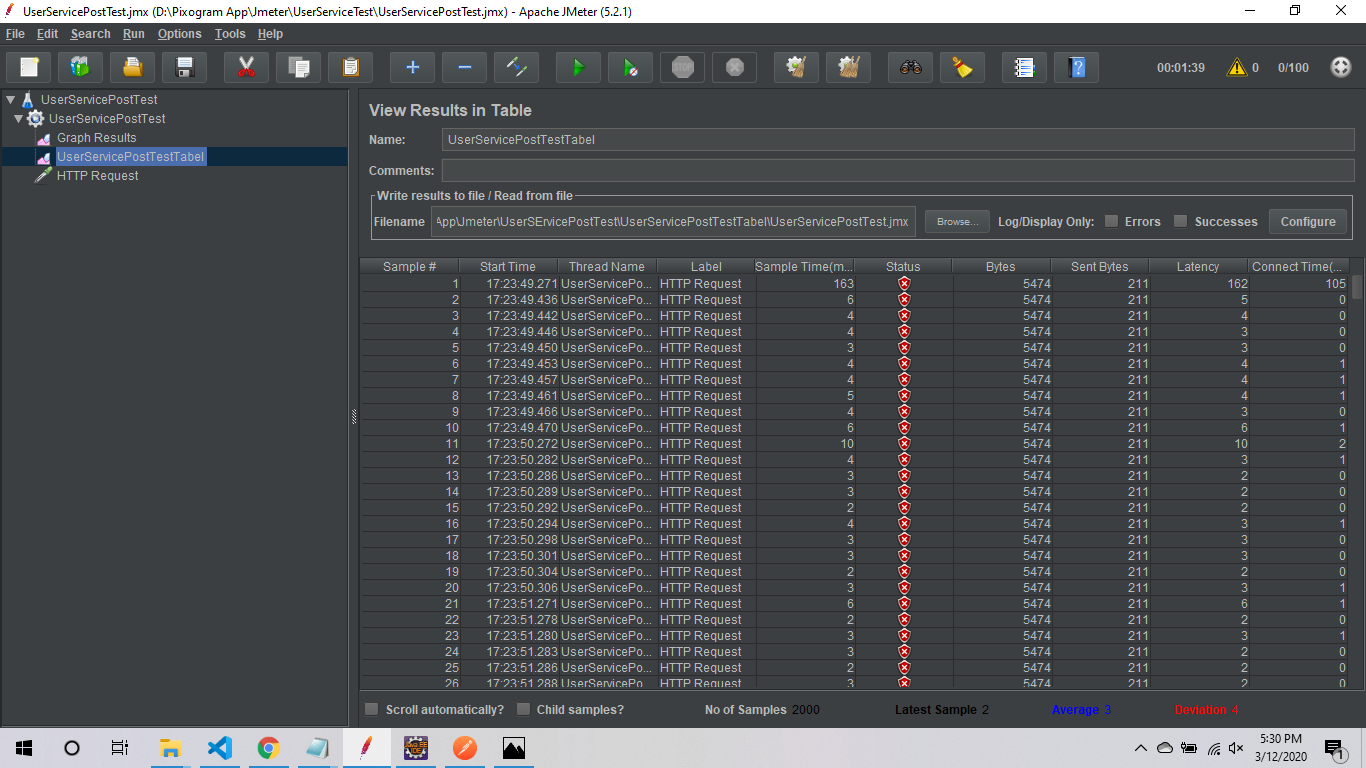 UserServicePostTest.jmx (D:\Pixogram App\Jmeter\UserServiceTest\UserServicePostTest.jmx) - Apache JMeter (5.2.1)
File Edit Search Run Options Tools Help
STOP 00:01:39 0 0/100
UserServicePostTest
UserServicePostTest
Graph Results
UserServicePostTestTabel
HTTP Request
View Results in Table
Name: UserServicePostTestTabel
Comments:
Write results to file / Read from file
Filename App\Jmeter\UserSErvicePostTest\UserServicePostTestTabel\UserServicePostTest.jmx Browse... Log/Display Only: Errors Successes Configure
Sample # Start Time Thread Name Label Sample Time(m... Status Bytes Sent Bytes Latency Connect Time(...
1 17:23:49.271 UserServicePo... HTTP Request 163 5474 211 162 105
2 17:23:49.436 UserServicePo... HTTP Request 6 5474 211 5 0
3 17:23:49.442 UserServicePo... HTTP Request 4 5474 211 4 0
4 17:23:49.446 UserServicePo... HTTP Request 4 5474 211 3 0
5 17:23:49.450 UserServicePo... HTTP Request 3 5474 211 3 0
6 17:23:49.453 UserServicePo... HTTP Request 4 5474 211 4 1
7 17:23:49.457 UserServicePo... HTTP Request 4 5474 211 4 1
8 17:23:49.461 UserServicePo... HTTP Request 5 5474 211 4 1
9 17:23:49.466 UserServicePo... HTTP Request 4 5474 211 3 0
10 17:23:49.470 UserServicePo... HTTP Request 6 5474 211 6 1
11 17:23:50.272 UserServicePo... HTTP Request 10 5474 211 10 2
12 17:23:50.282 UserServicePo... HTTP Request 4 5474 211 3 1
13 17:23:50.286 UserServicePo... HTTP Request 3 5474 211 2 0
14 17:23:50.289 UserServicePo... HTTP Request 3 5474 211 2 0
15 17:23:50.292 UserServicePo... HTTP Request 2 5474 211 2 0
16 17:23:50.294 UserServicePo... HTTP Request 4 5474 211 3 1
17 17:23:50.298 UserServicePo... HTTP Request 3 5474 211 3 0
18 17:23:50.301 UserServicePo... HTTP Request 3 5474 211 3 0
19 17:23:50.304 UserServicePo... HTTP Request 2 5474 211 2 0
20 17:23:50.306 UserServicePo... HTTP Request 3 5474 211 3 1
21 17:23:51.271 UserServicePo... HTTP Request 6 5474 211 6 1
22 17:23:51.278 UserServicePo... HTTP Request 2 5474 211 2 0
23 17:23:51.280 UserServicePo... HTTP Request 3 5474 211 3 1
24 17:23:51.283 UserServicePo... HTTP Request 3 5474 211 2 0
25 17:23:51.286 UserServicePo... HTTP Request 2 5474 211 2 0
26 17:23:51.288 UserServicePo... HTTP Request 3 5474 211 2 0
Scroll automatically? Child samples? No of Samples 2000 Latest Sample 2 Average 3 Deviation 4
5:30 PM
3/12/2020
1